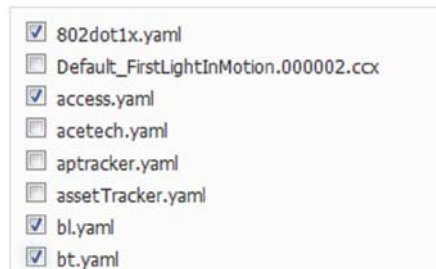 802dot1x.yaml
Default_FirstLightInMotion.000002.ccx
access.yaml
acetech.yaml
aptracker.yaml
assetTracker.yaml
bl.yaml
bt.yaml